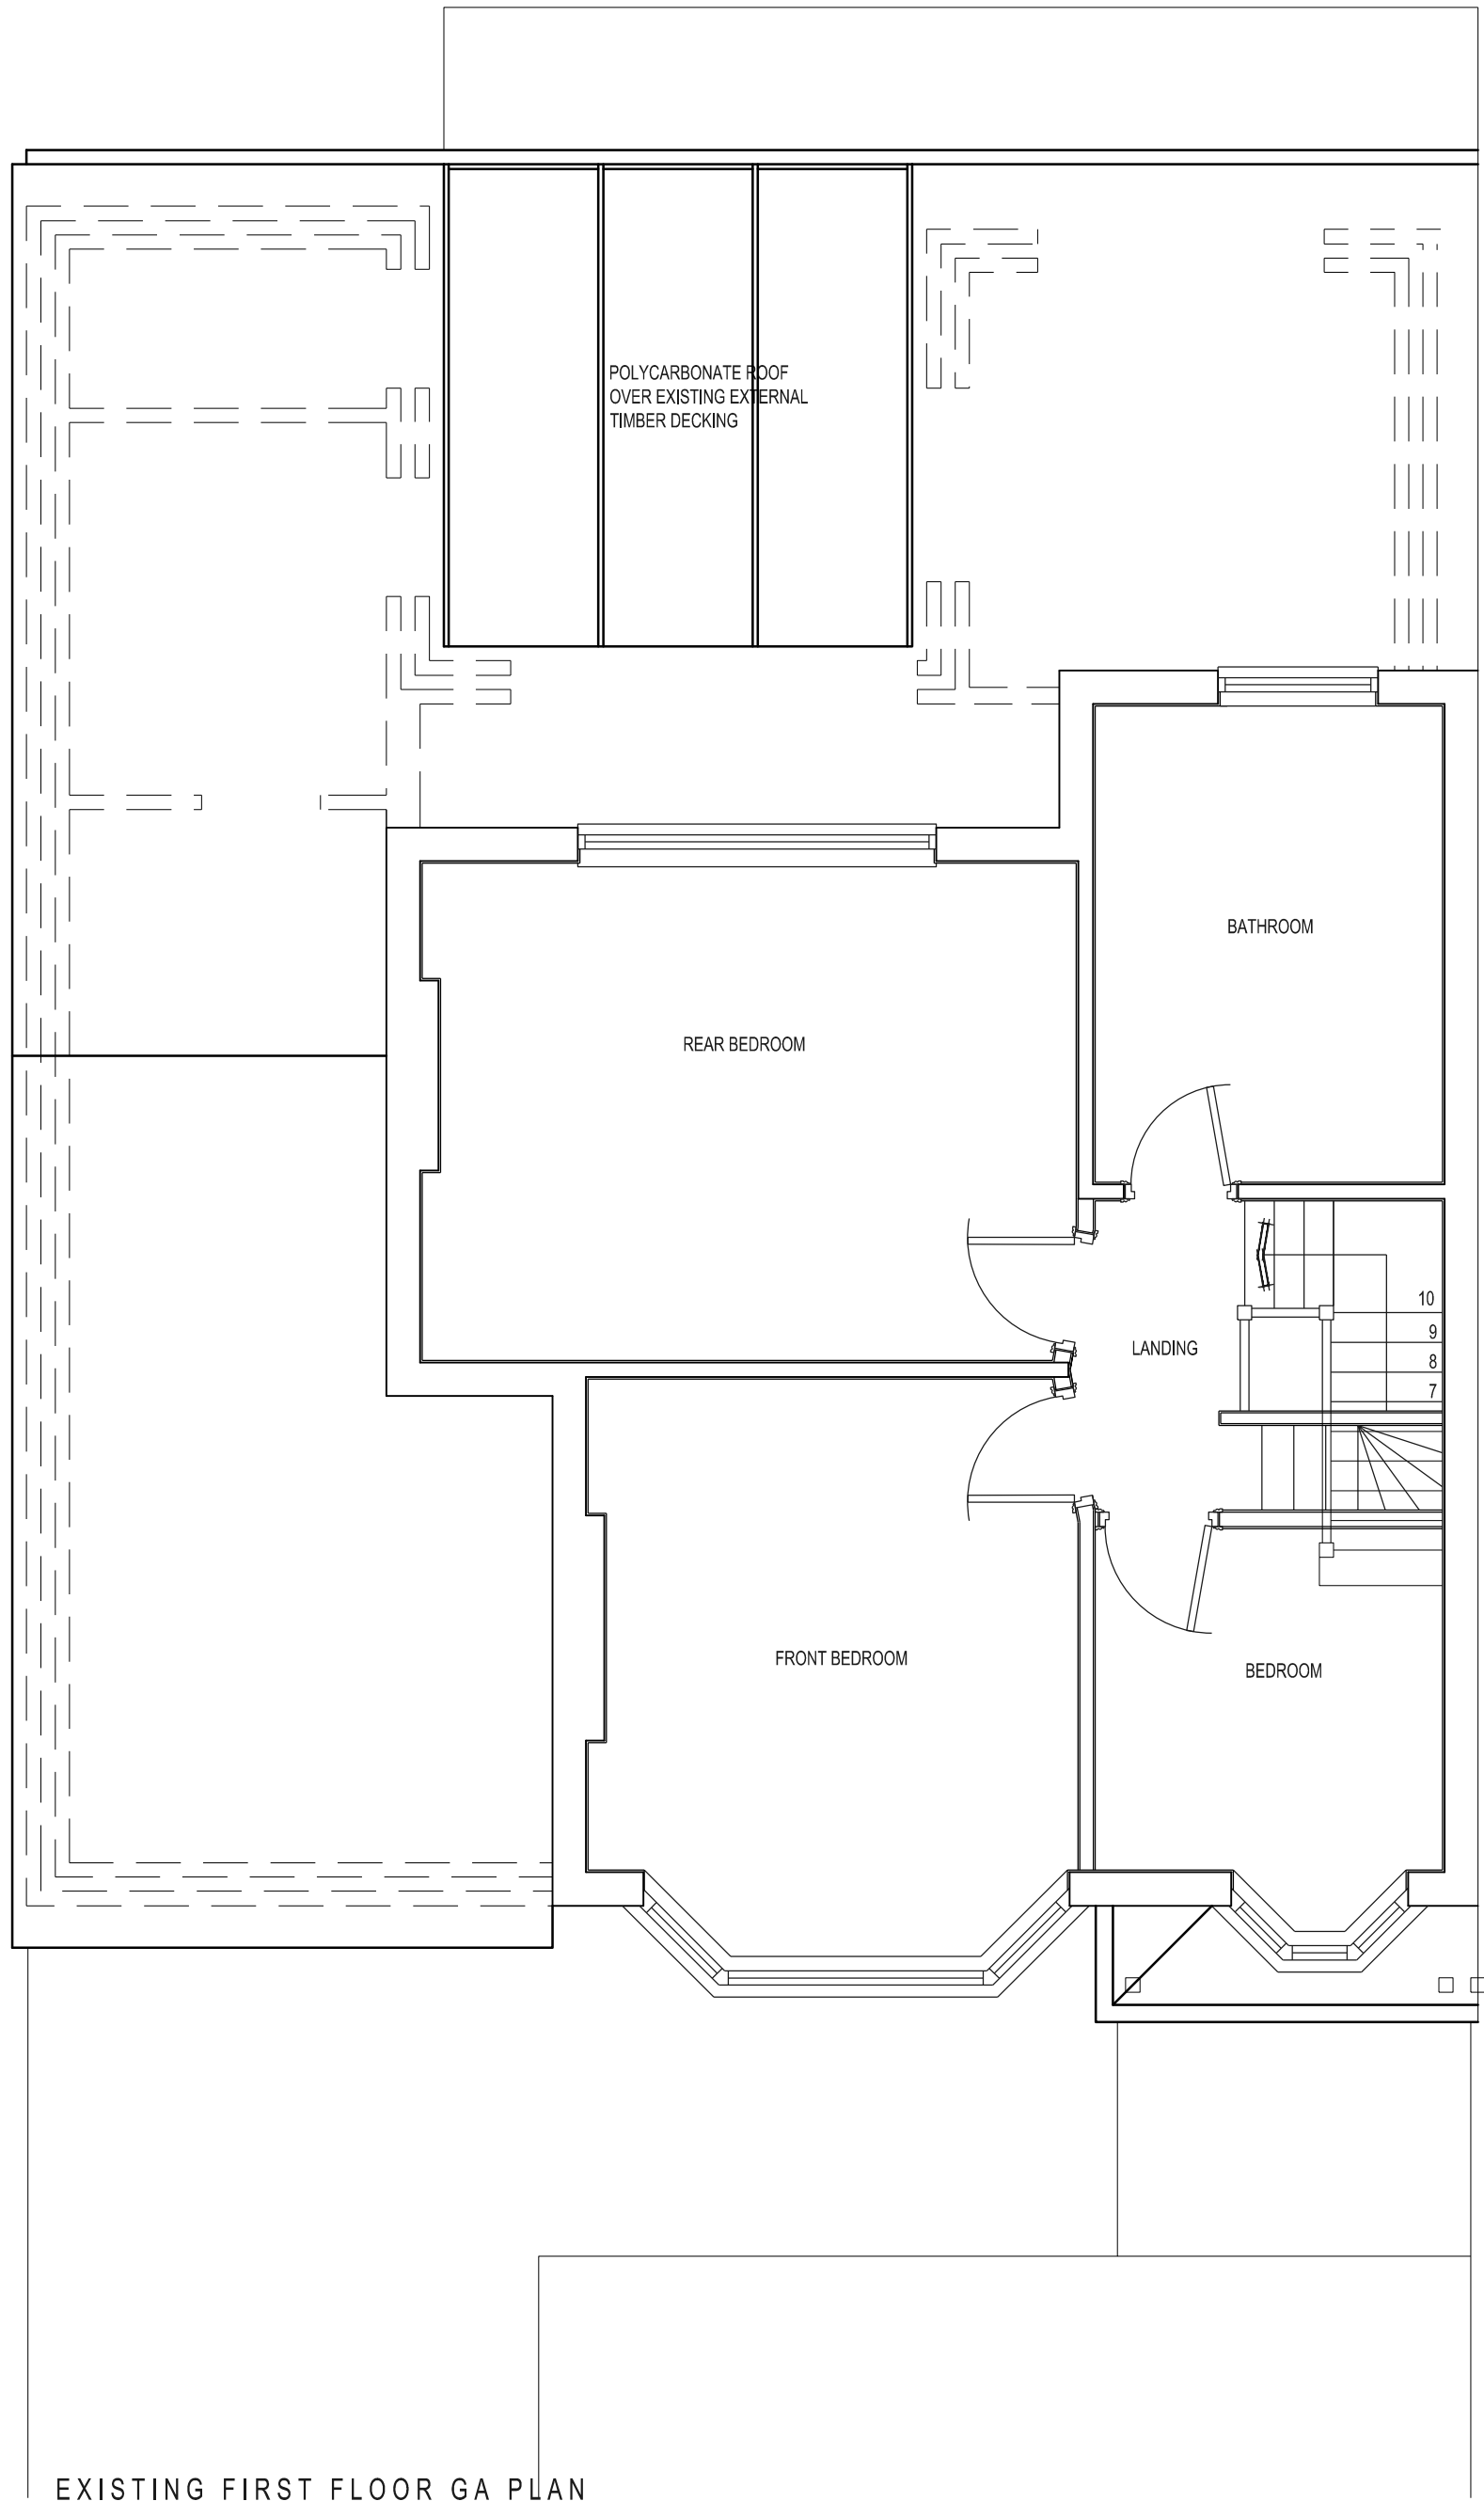 POLYCARBONATE ROOF
OVER EXISTING EXTERNAL
TIMBER DECKING
BATHROOM
REAR BEDROOM
10
9
8
7
LANDING
FRONT BEDROOM
BEDROOM
EXISTING FIRST FLOOR GA PLAN